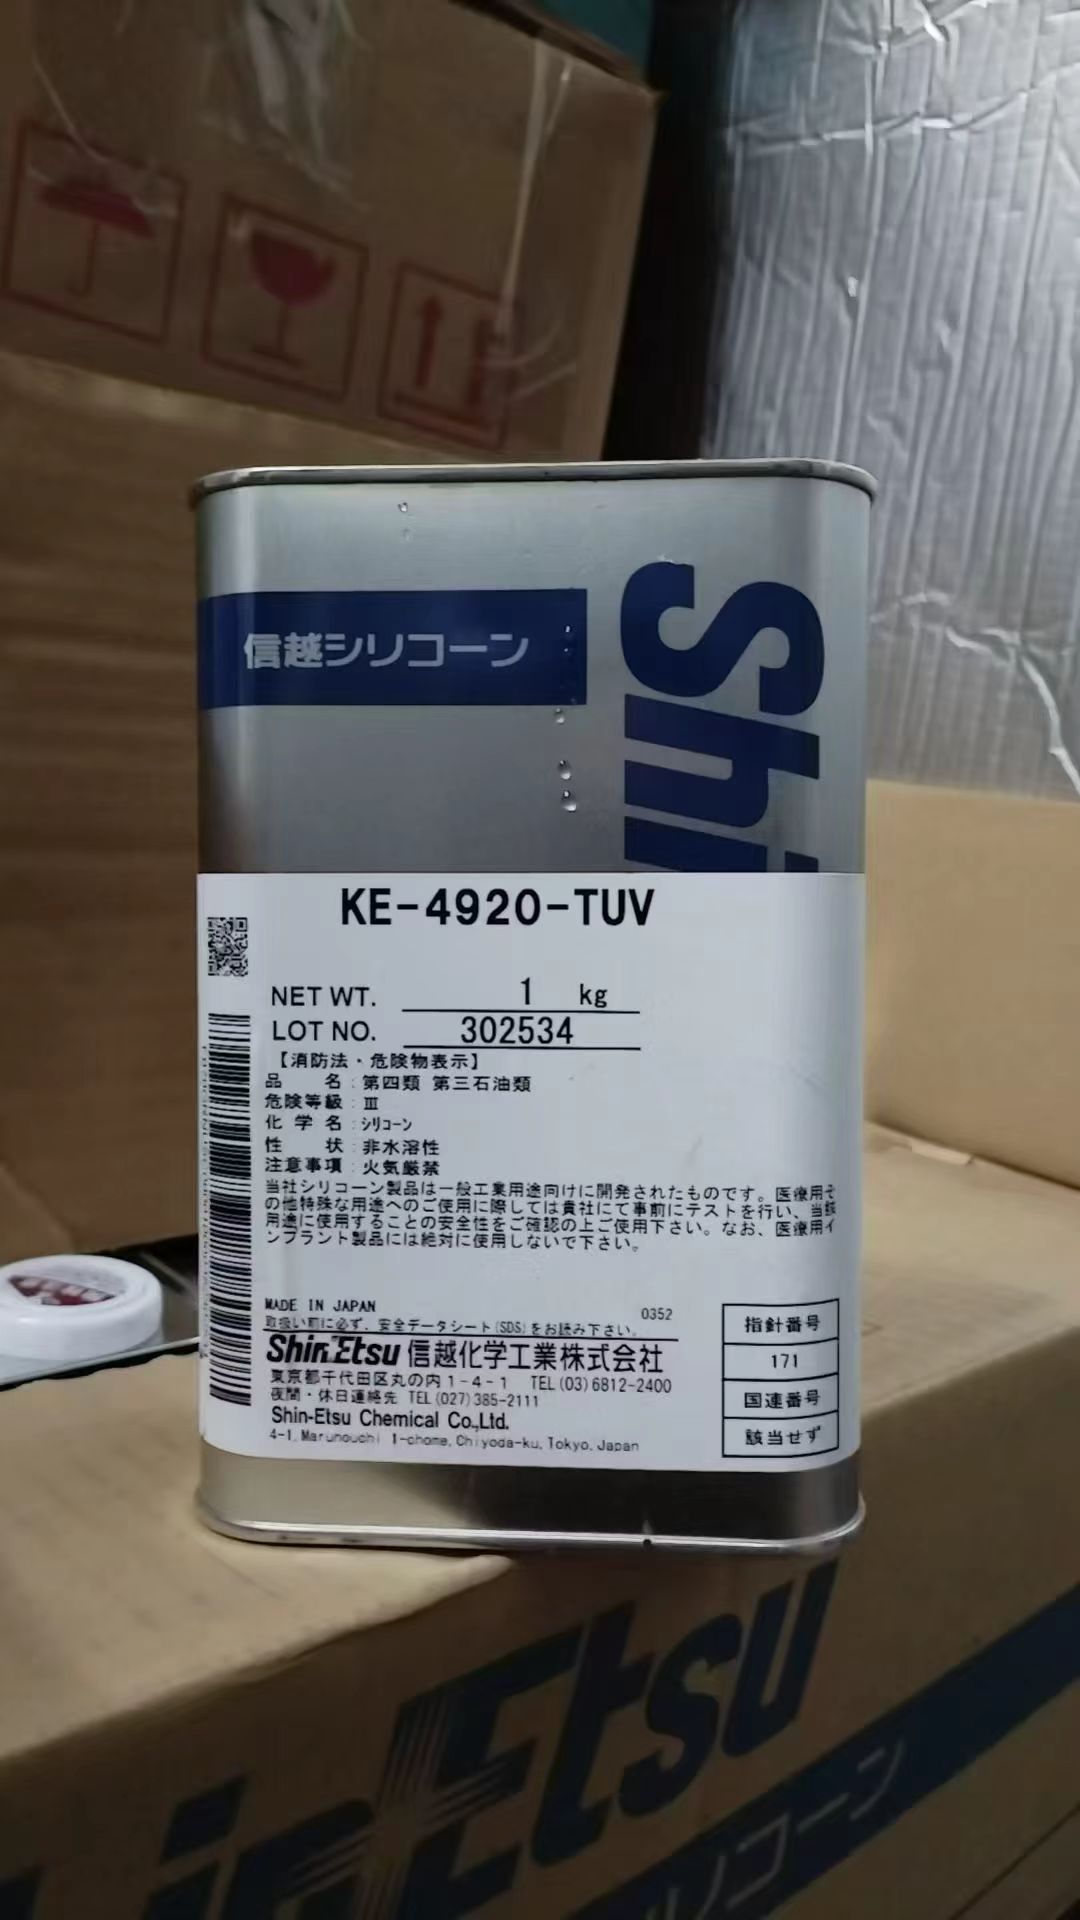 信越シリコーン
Shi
KE-4920-TUV
NET WT. 1 kg
LOT NO. 302534
【消防法・危険物表示】
品 名:第四類 第三石油類
危険等級:Ⅲ
化学名:シリコーン
性 状:非水溶性
注意事項:火気厳禁
当社シリコーン製品は一般工業用途向けに開発されたものです。医療用そ
の他特殊な用途へのご使用に際しては貴社にて事前にテストを行い、当該
用途に使用することの安全性をご確認の上ご使用下さい。なお、医療用イ
ンプラント製品には絶対に使用しないで下さい。
MADE IN JAPAN
0352
取扱い前に必ず、安全データシート(SDS)をお読み下さい。
ShinEtsu 信越化学工業株式会社
東京都千代田区丸の内1-4-1 TEL(03)6812-2400
夜間・休日連絡先 TEL(027)385-2111
Shin-Etsu Chemical Co.,Ltd.
4-1, Marunouchi 1-chome, Chiyoda-ku, Tokyo, Japan
指針番号
171
国連番号
該当せず
inEtsu
シリコーン